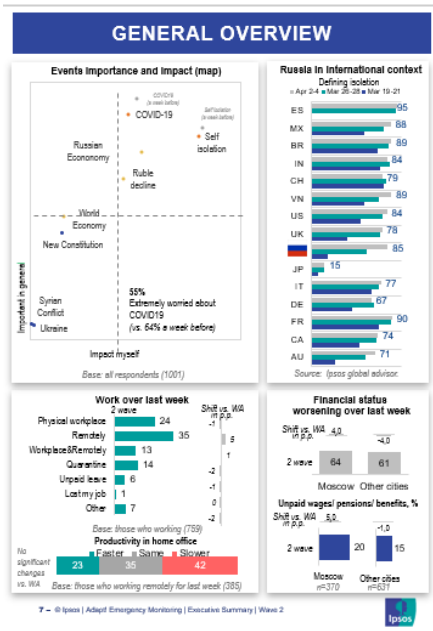 GENERAL OVERVIEW
Events Importance and Impact (map)
COVID19
(a week before)
COVID-19
Self isolation
(a week before)
Self
isolation
Russian
Econonomy
Ruble
decline
World
Economy
New Constitution
Syrian
Conflict
Ukraine
55%
Extremely worried about
COVID19
(vs. 64% a week before)
Important in general
Impact myself
Base: all respondents (1001)
Russia in international context
Defining isolation
Apr 2-4 Mar 26-28 Mar 19-21
ES 95
MX 88
BR 89
IN 84
CH 79
VN 89
US 84
UK 78
85
JP 15
IT 77
DE 67
FR 90
CA 74
AU 71
Source: Ipsos global advisor.
Work over last week
2 wave
Shift vs. WA
in p.p.
Physical workplace 24 -1
Remotely 35 5
Workplace&Remotely 13 1
Quarantine 14 -2
Unpaid leave 6 -1
Lost my job 1 0
Other 7 -2
-1
Base: those who working (759)
Productivity in home office
Faster Same Slower
No
significant
changes
vs. WA
23 35 42
Base: those who working remotely for last week (385)
Financial status
worsening over last week
Shift vs. WA
in p.p.
4,0 -4,0
2 wave 64 61
Moscow Other cities
Unpaid wages/ pensions/ benefits, %
Shift vs. WA
in p.p.
5,0 -1,0
2 wave 20 15
Moscow Other cities
n=370 n=631
7 – © Ipsos | Adaptif Emergency Monitoring | Executive Summary | Wave 2
Ipsos